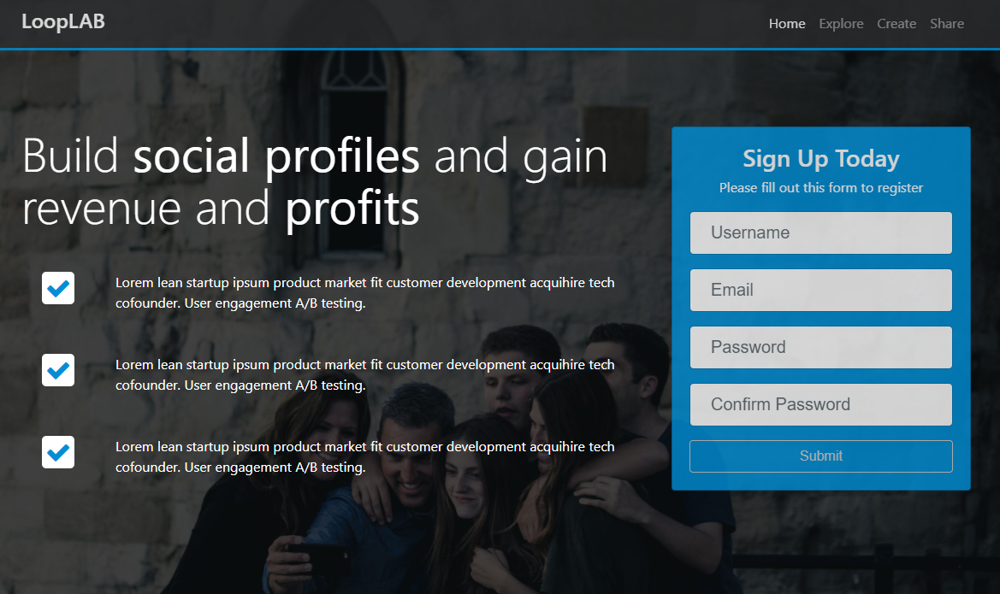 LoopLAB
Home Explore Create Share
Build social profiles and gain
revenue and profits
Lorem lean startup ipsum product market fit customer development acquihire tech
cofounder. User engagement A/B testing.
Lorem lean startup ipsum product market fit customer development acquihire tech
cofounder. User engagement A/B testing.
Lorem lean startup ipsum product market fit customer development acquihire tech
cofounder. User engagement A/B testing.
Sign Up Today
Please fill out this form to register
Username
Email
Password
Confirm Password
Submit